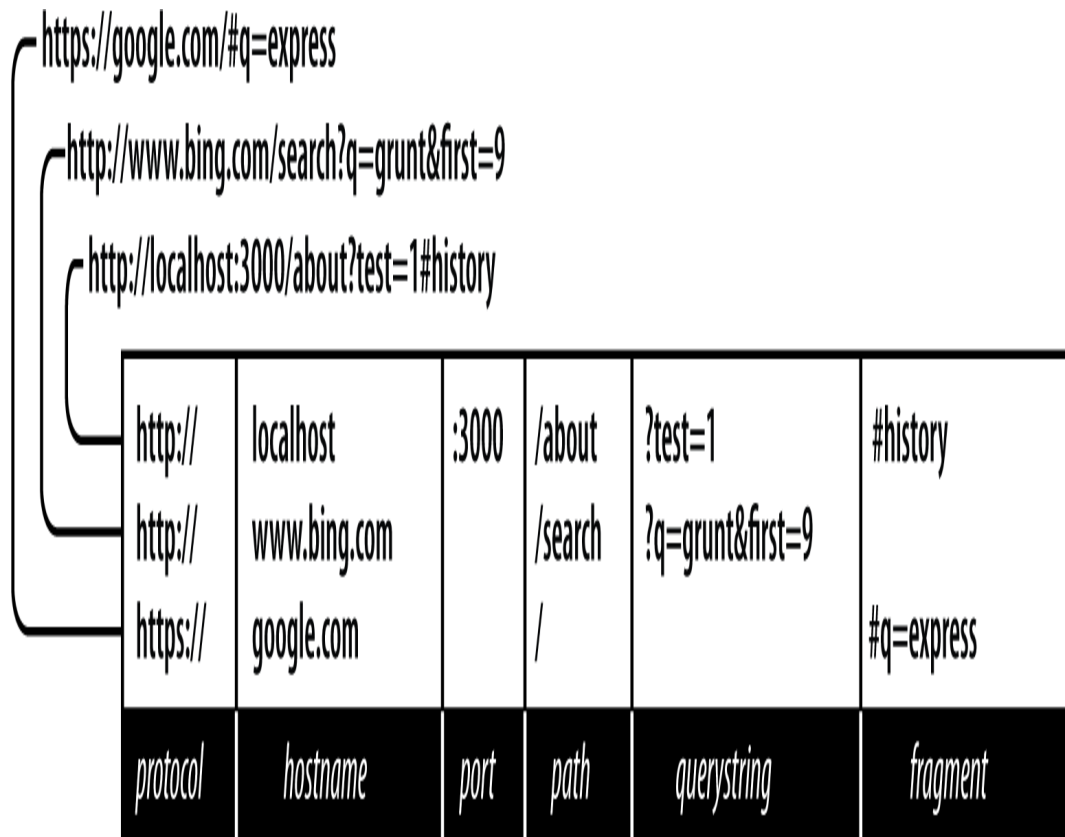 https://google.com/#q=express
http://www.bing.com/search?q=grunt&first=9
http://localhost:3000/about?test=1#history
http:// localhost :3000 /about ?test=1 #history
http:// www.bing.com /search ?q=grunt&first=9
https:// google.com / #q=express
protocol hostname port path querystring fragment